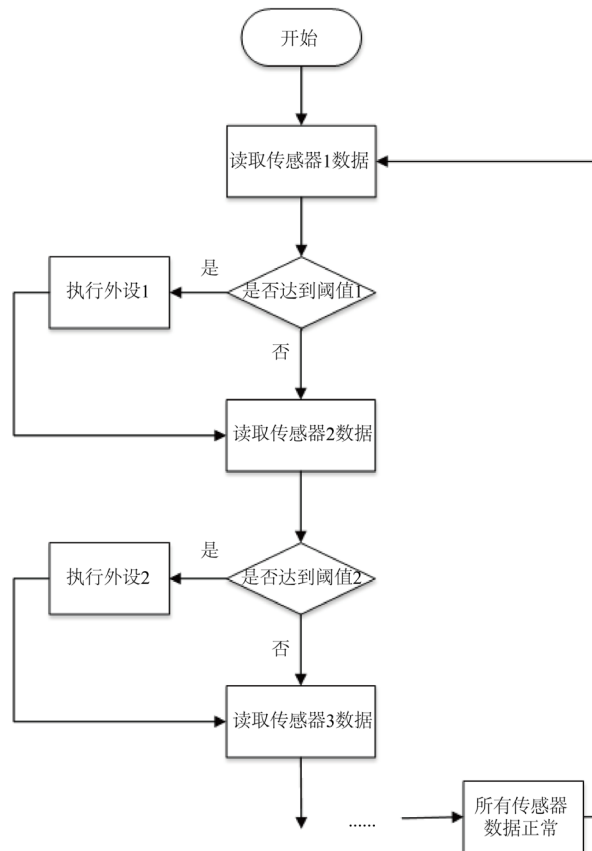 开始
读取传感器1数据
是
执行外设1
是否达到阈值1
否
读取传感器2数据
是
执行外设2
是否达到阈值2
否
读取传感器3数据
......
所有传感器
数据正常